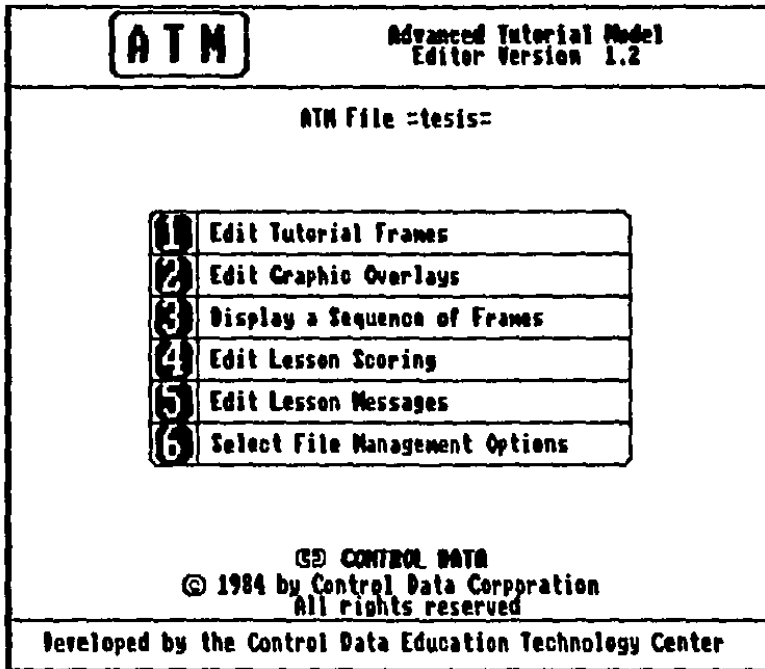 ATM
Advanced Tutorial Model
Editor Version 1.2
ATM File =tesis=
1 Edit Tutorial Frames
2 Edit Graphic Overlays
3 Display a Sequence of Frames
4 Edit Lesson Scoring
5 Edit Lesson Messages
6 Select File Management Options
CONTROL DATA
© 1984 by Control Data Corporation
All rights reserved
Developed by the Control Data Education Technology Center